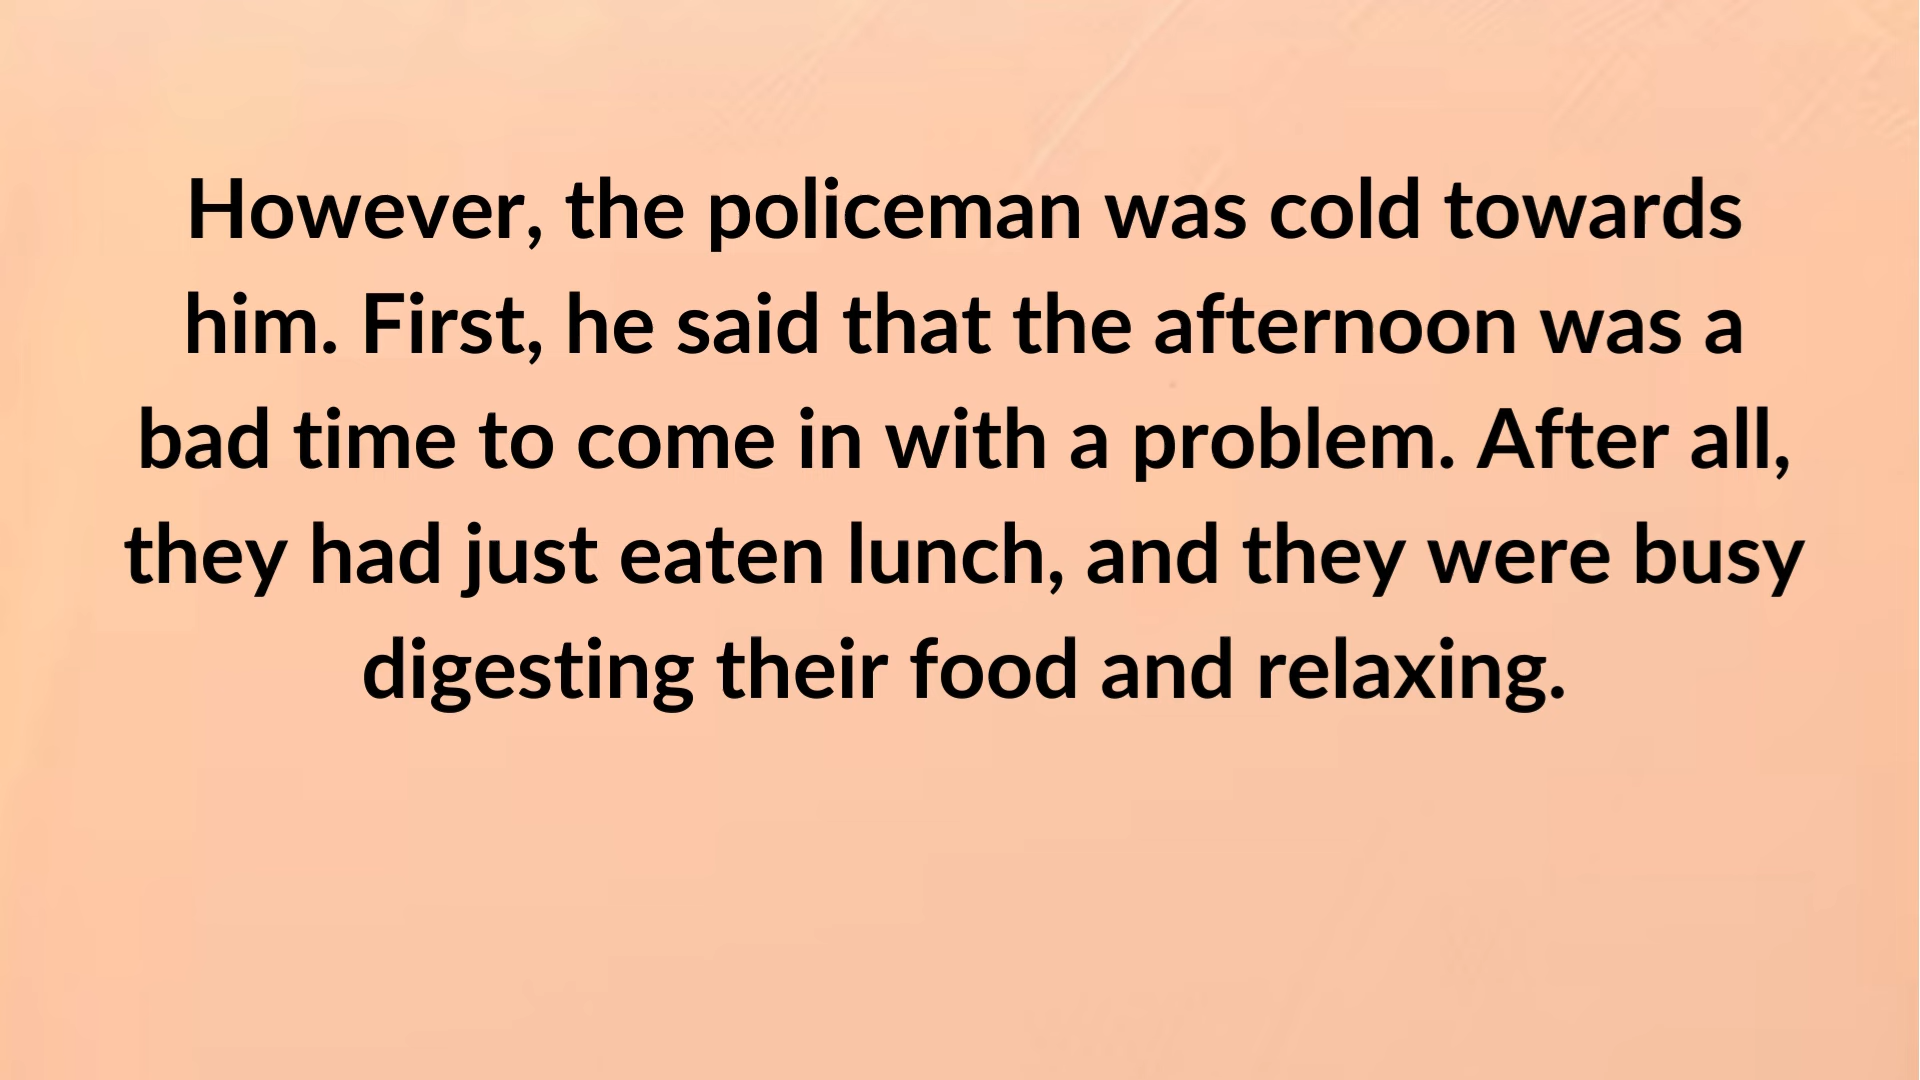 However, the policeman was cold towards
him. First, he said that the afternoon was a
bad time to come in with a problem. After all,
they had just eaten lunch, and they were busy
digesting their food and relaxing.